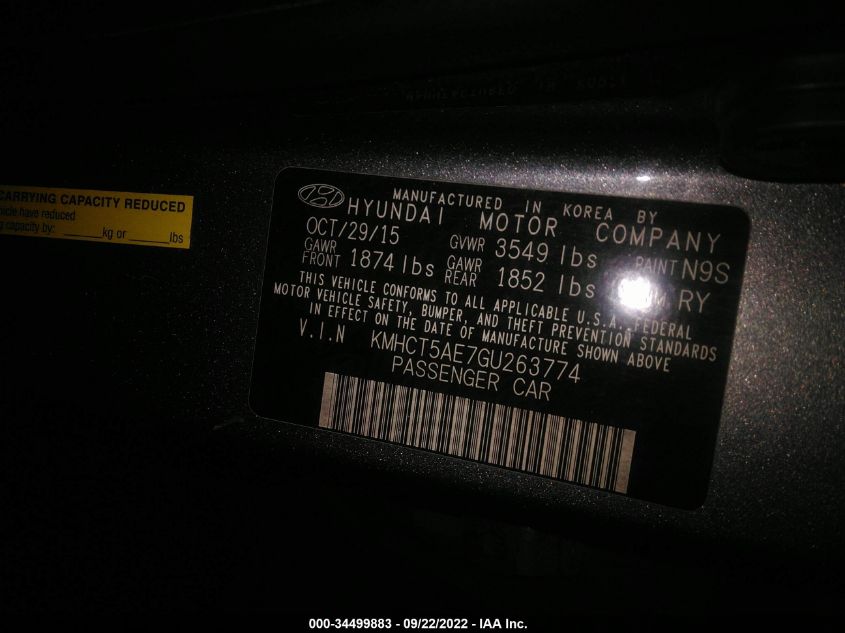 CARRYING CAPACITY REDUCED
have reduced
capacity by: ______kg or ______lbs
MANUFACTURED IN KOREA BY
HYUNDAI MOTOR COMPANY
OCT/29/15 GVWR 3549 lbs PAINT N9S
GAWR FRONT 1874 lbs GAWR REAR 1852 lbs RY
THIS VEHICLE CONFORMS TO ALL APPLICABLE U.S.A. FEDERAL
MOTOR VEHICLE SAFETY, BUMPER, AND THEFT PREVENTION STANDARDS
IN EFFECT ON THE DATE OF MANUFACTURE SHOWN ABOVE
V.I.N KMHCT5AE7GU263774
PASSENGER CAR
000-34499883 - 09/22/2022 - IAA Inc.